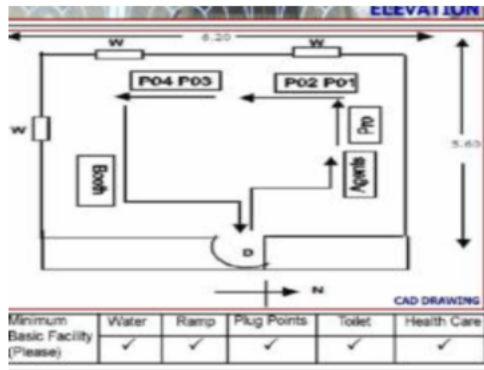 ELEVATION
6.20
W W
P04 P03 P02 P01
W
Pro
5.60
Booth
Agents
D
N
CAD DRAWING
Minimum Basic Facility (Please) Water Ramp Plug Points Toilet Health Care
✓ ✓ ✓ ✓ ✓